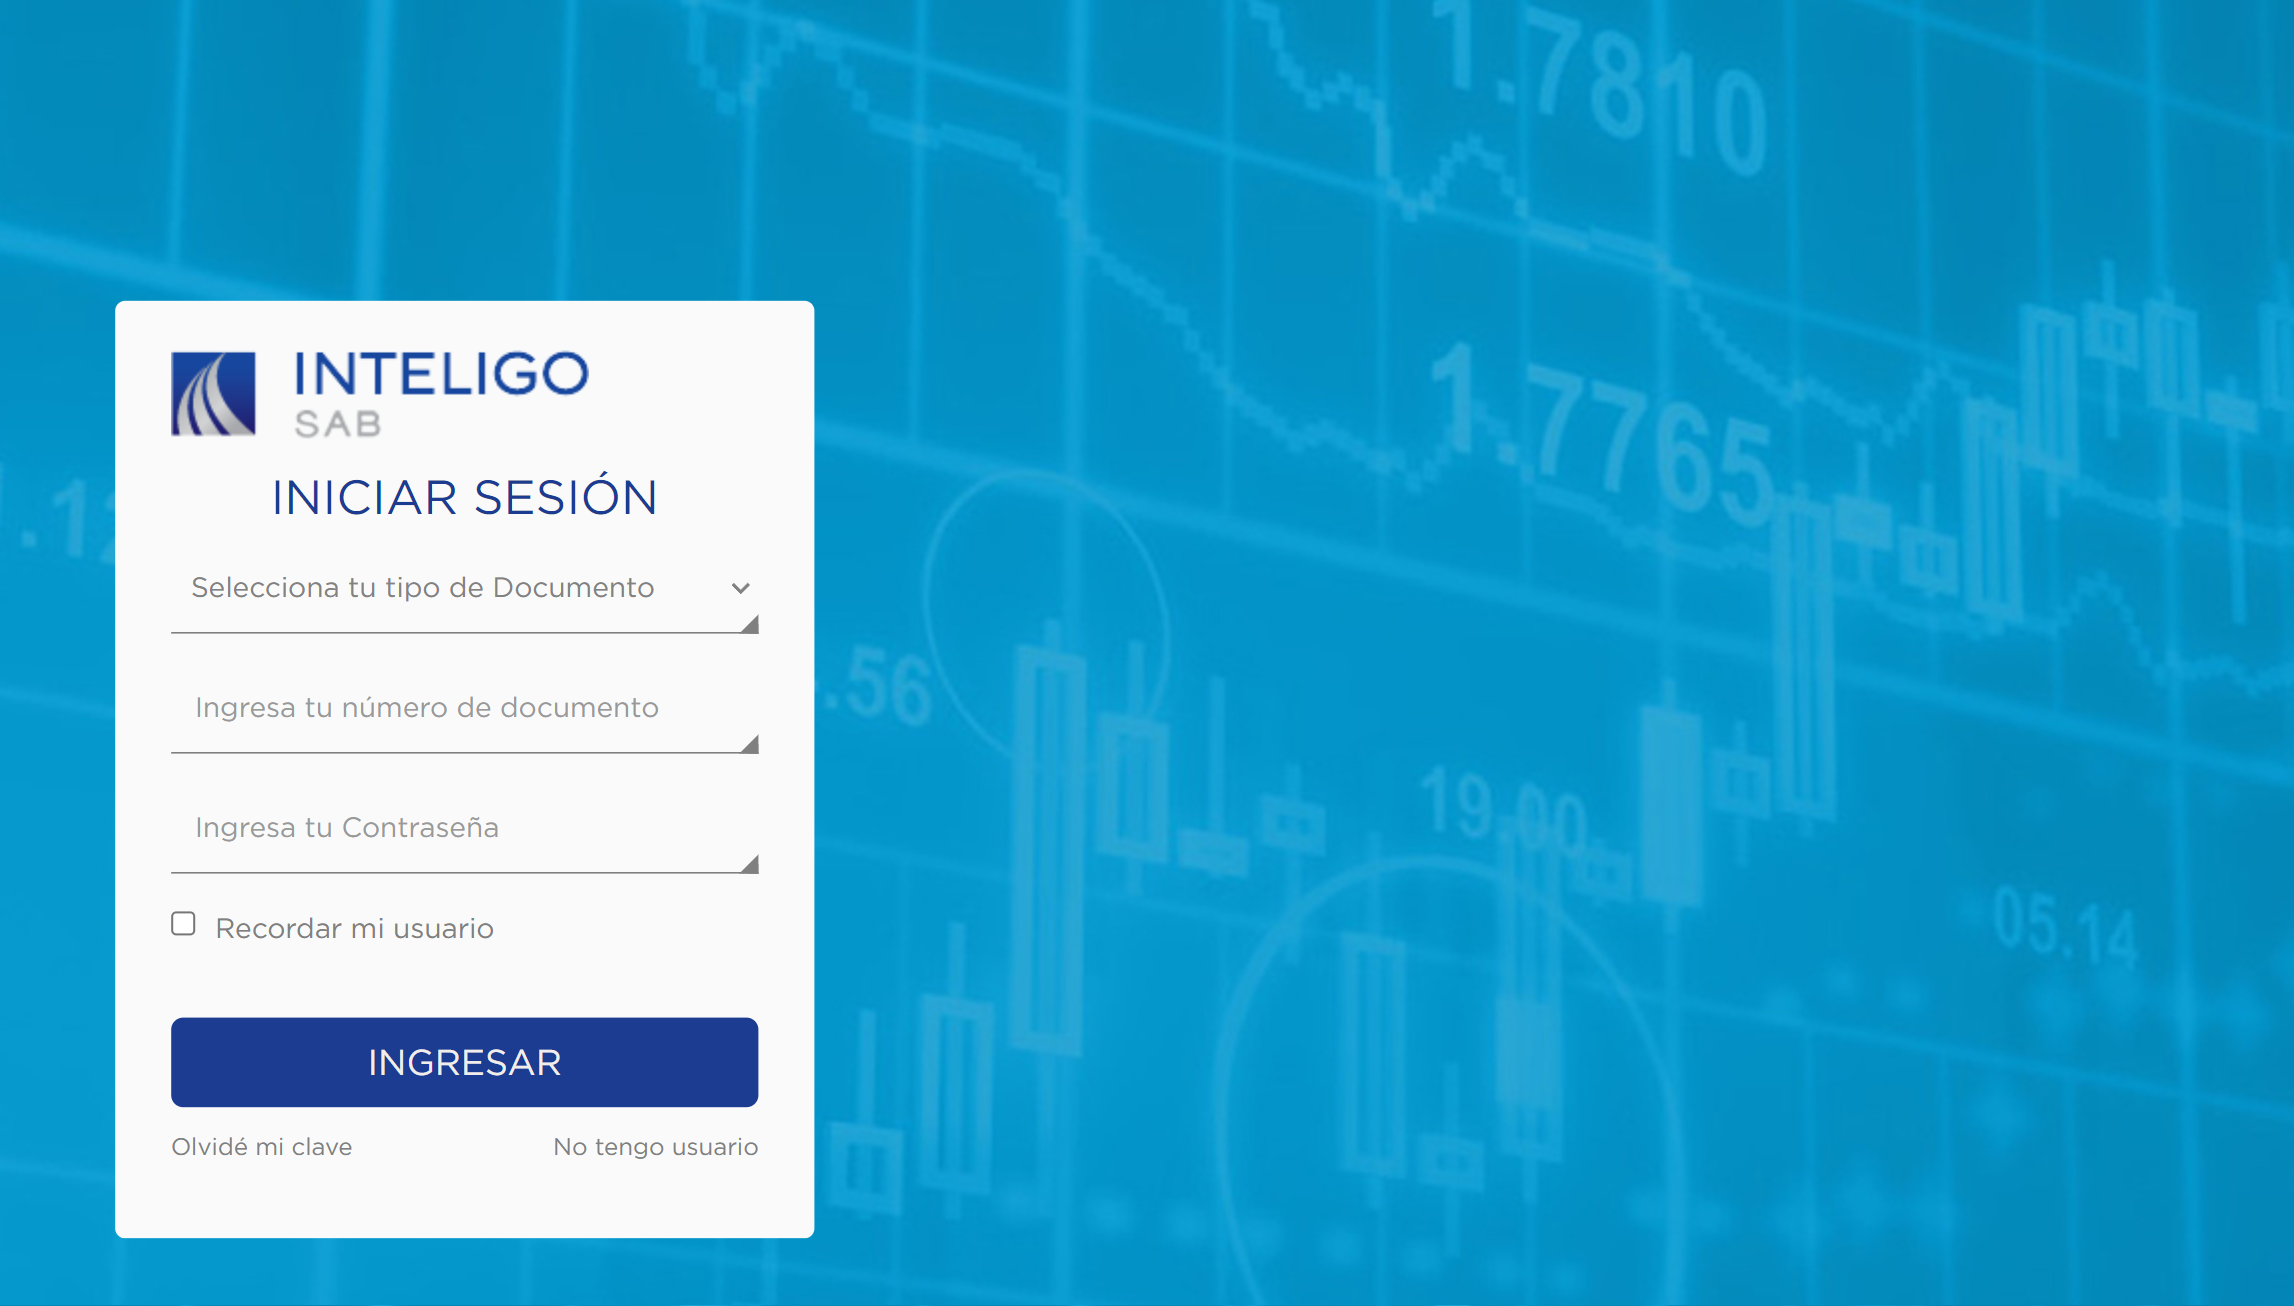 1.7810
INTELIGO
SAB
1.7765
INICIAR SESIÓN
Selecciona tu tipo de Documento
Ingresa tu número de documento
.56
Ingresa tu Contraseña
19.00
Recordar mi usuario
05.14
INGRESAR
Olvidé mi clave
No tengo usuario